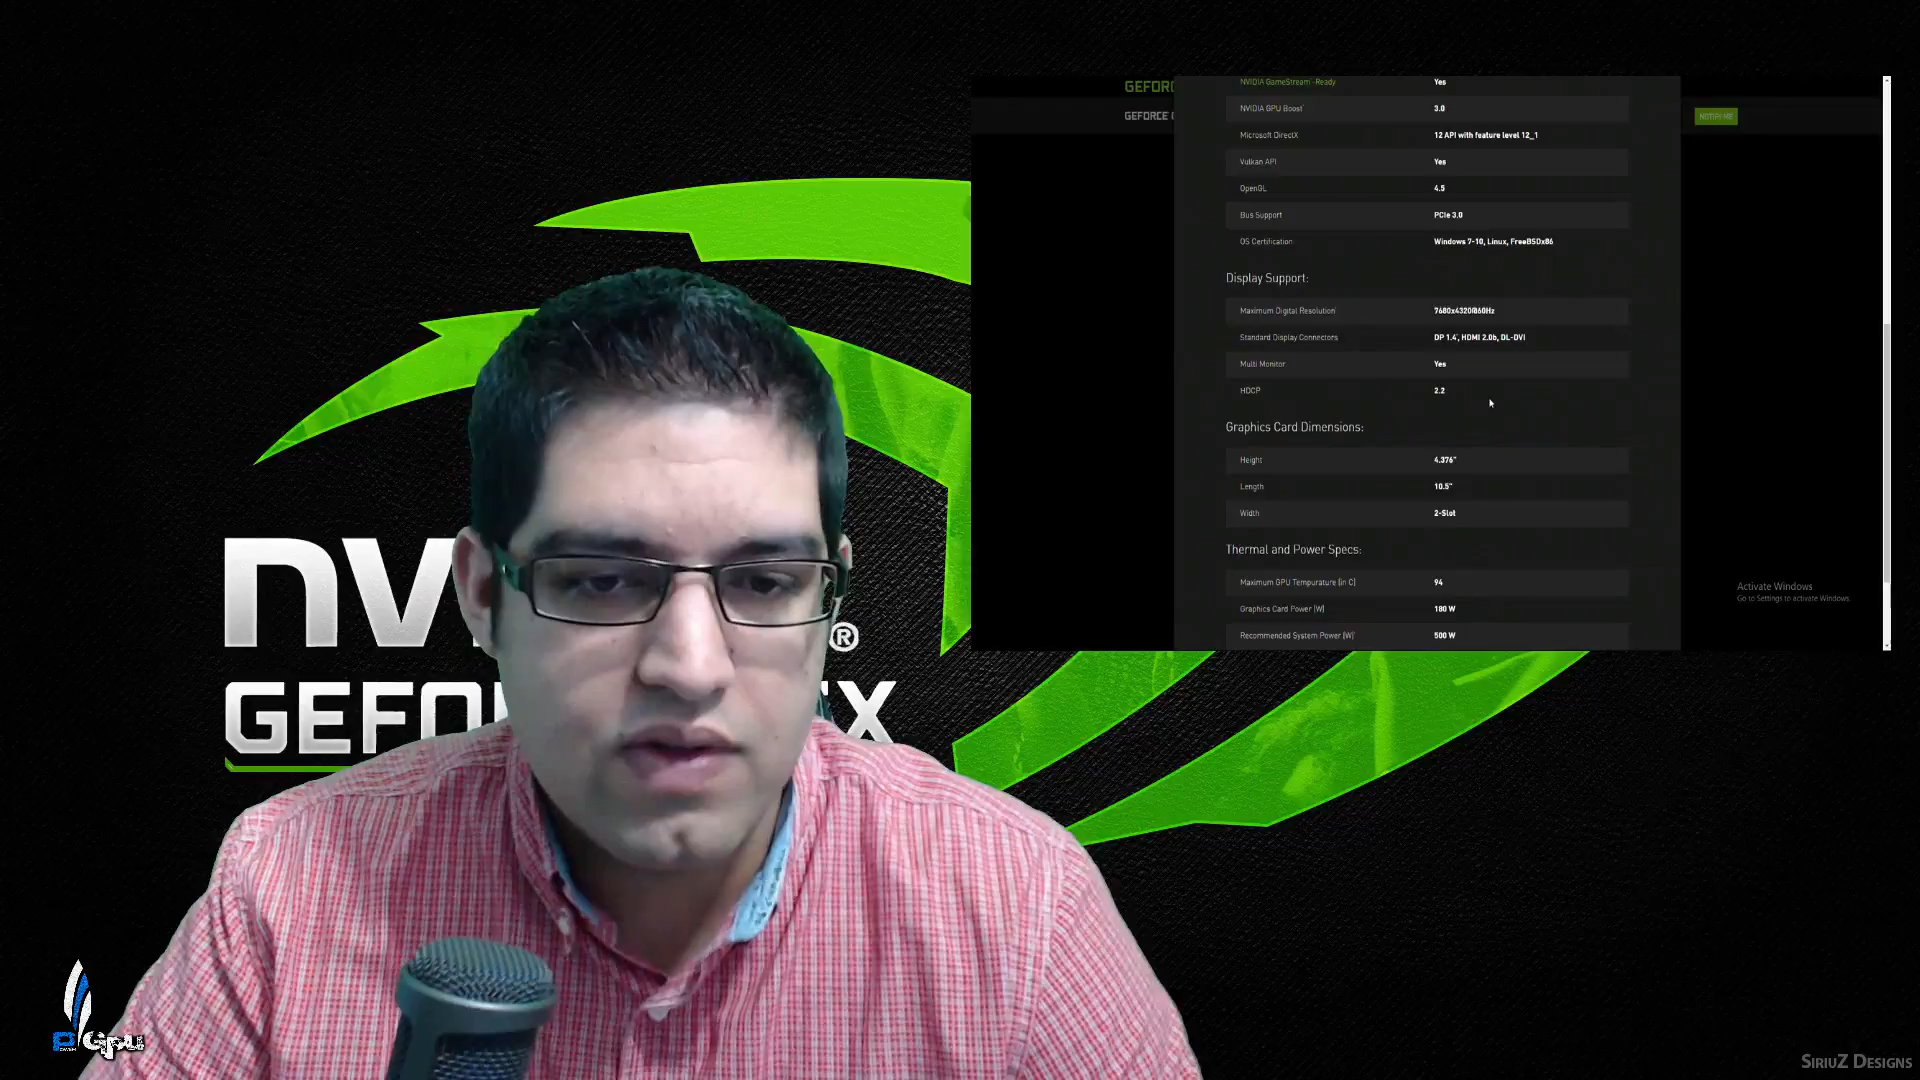 GEFORC
GEFORCE G
NOTIFY ME
NVIDIA GameStream-Ready Yes
NVIDIA GPU Boost 3.0
Microsoft DirectX 12 API with feature level 12_1
Vulkan API Yes
OpenGL 4.5
Bus Support PCIe 3.0
OS Certification Windows 7-10, Linux, FreeBSDx86
Display Support:
Maximum Digital Resolution 7680x4320@60Hz
Standard Display Connectors DP 1.4, HDMI 2.0b, DL-DVI
Multi Monitor Yes
HDCP 2.2
Graphics Card Dimensions:
Height 4.376"
Length 10.5"
Width 2-Slot
Thermal and Power Specs:
Maximum GPU Tempurature (in C) 94
Graphics Card Power (W) 180 W
Recommended System Power (W) 500 W
Activate Windows
Go to Settings to activate Windows.
NV ®
GEFO X
Gpu
SiriuZ Designs